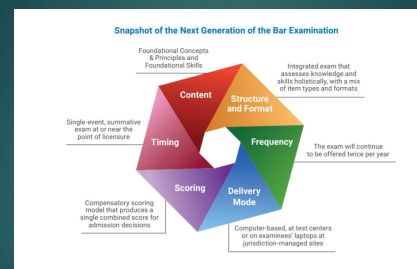 Snapshot of the Next Generation of the Bar Examination
Foundational Concepts
& Principles and
Foundational Skills
Content
Integrated exam that
assesses knowledge and
skills holistically, with a mix
of item types and formats
Structure
and Format
Single-event, summative
exam at or near the
point of licensure
Timing
Frequency
The exam will continue
to be offered twice per year
Scoring
Compensatory scoring
model that produces a
single combined score for
admission decisions
Delivery
Mode
Computer-based, at test centers
or on examinees' laptops at
jurisdiction-managed sites